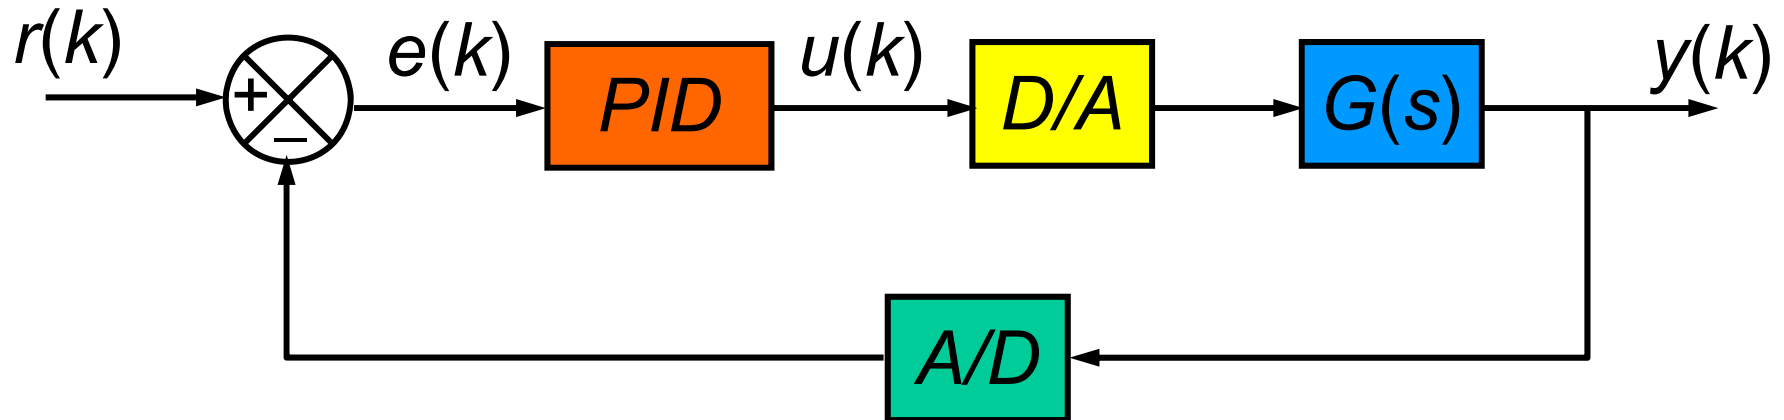 r(k)
e(k)
u(k)
y(k)
+
−
PID
D/A
G(s)
A/D